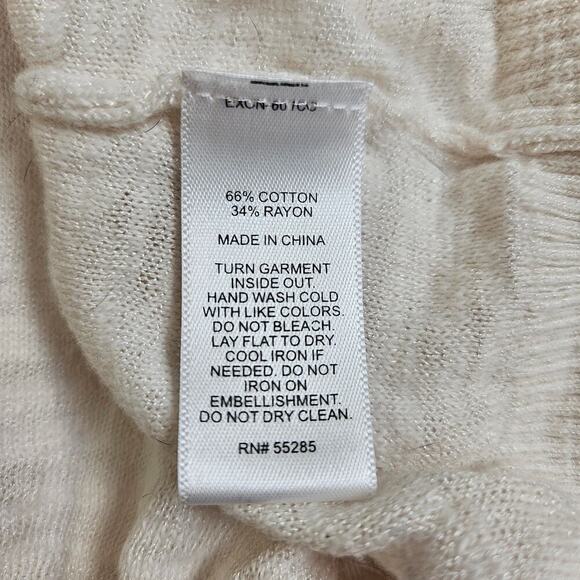 66% COTTON
34% RAYON
MADE IN CHINA
TURN GARMENT
INSIDE OUT.
HAND WASH COLD
WITH LIKE COLORS.
DO NOT BLEACH.
LAY FLAT TO DRY.
COOL IRON IF
NEEDED. DO NOT
IRON ON
EMBELLISHMENT.
DO NOT DRY CLEAN.
RN# 55285